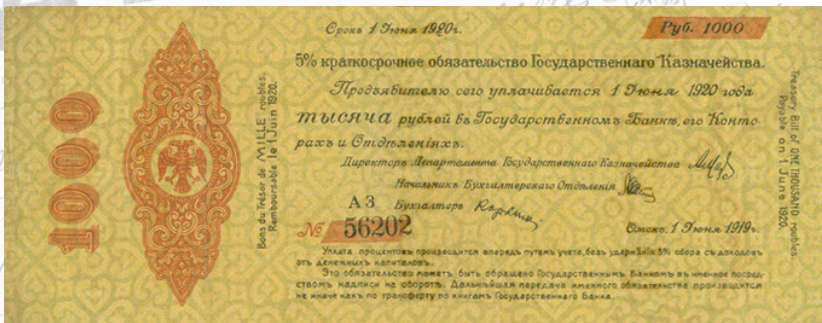 1000
Bons du Trésor de MILLE roubles.
Remboursable le 1 Juin 1920.
Срокъ 1 Іюня 1920г.
Руб. 1000
5% краткосрочное обязательство Государственнаго Казначейства.
Предъявителю сего уплачивается 1 Іюня 1920 года
тысяча рублей въ Государственномъ Банкѣ, его Конто-
рахъ и Отдѣленіяхъ.
Директоръ Департамента Государственнаго Казначейства
Начальникъ Бухгалтерскаго Отдѣленія
АЗ Бухгалтеръ
№ 56202
Омскъ, 1 Іюня 1919г.
Уплата процентовъ производится впередъ путемъ учета, безъ удержанія 5% сбора съ доходовъ
отъ денежныхъ капиталовъ.
Это обязательство можетъ быть обращено Государственнымъ Банкомъ въ именное посред-
ствомъ надписи на оборотѣ. Дальнѣйшая передача именного обязательства производится
не иначе какъ по трансферту по книгамъ Государственнаго Банка.
Treasury Bill of ONE THOUSAND roubles.
Payable on 1 June 1920.